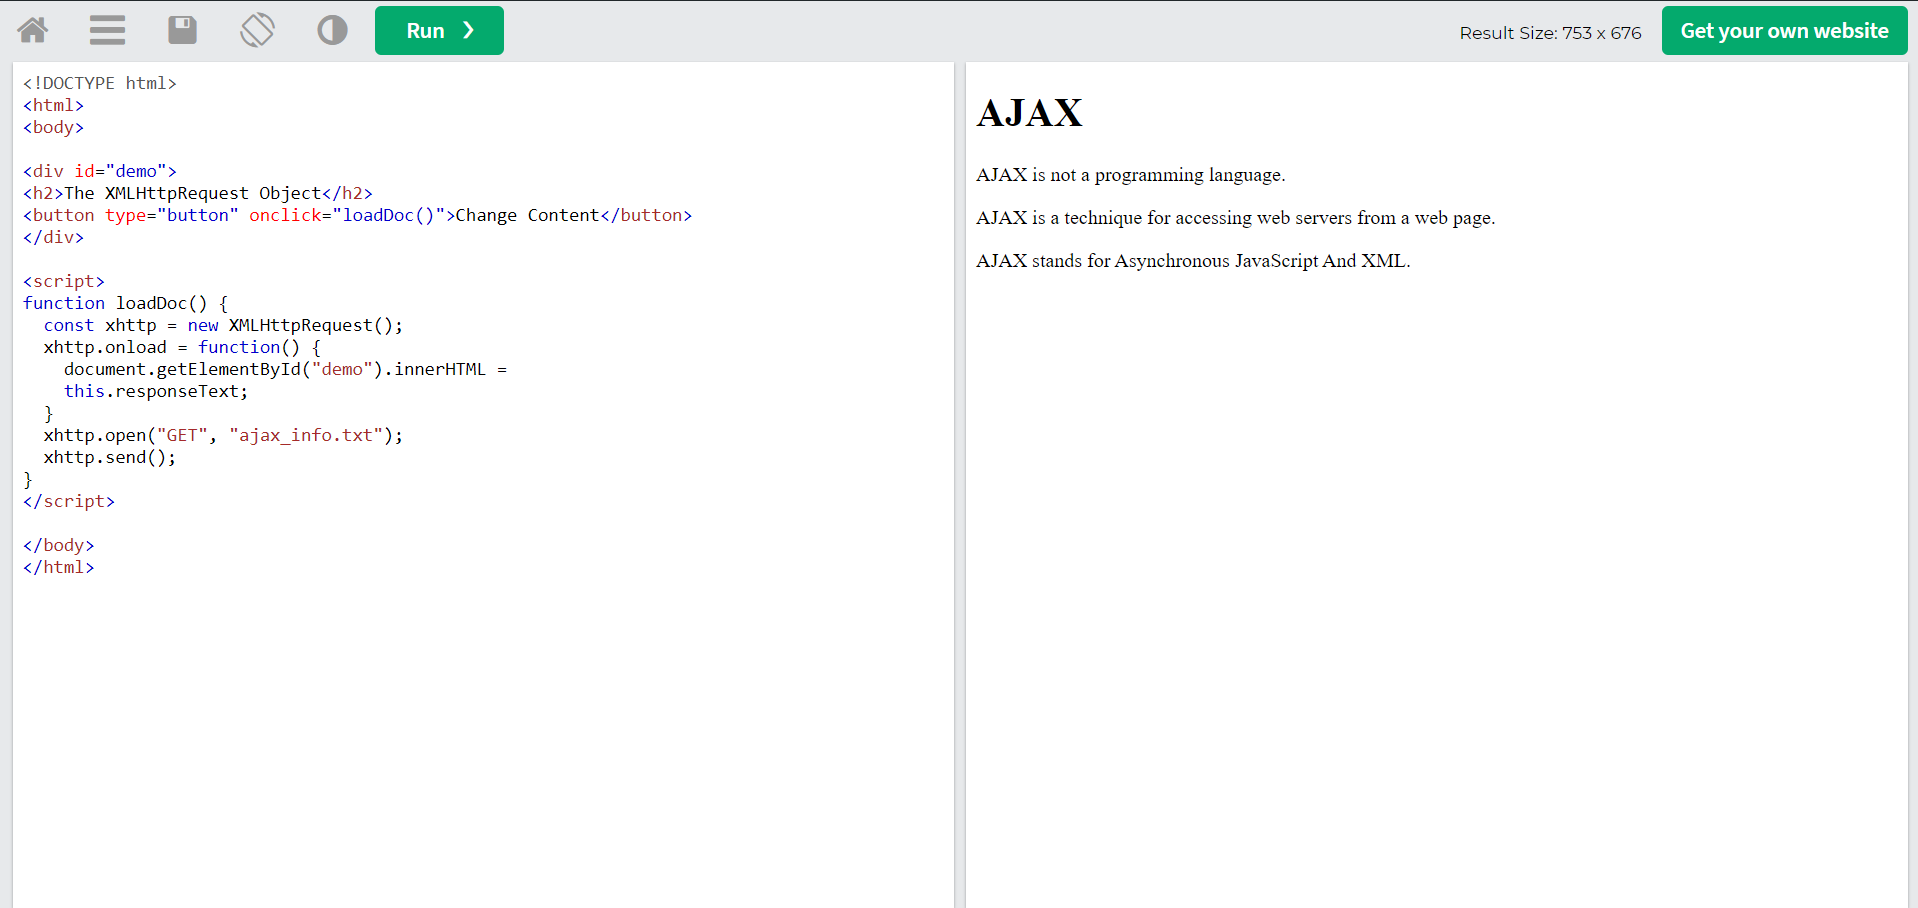 Run ❯
Result Size: 753 x 676
Get your own website
<!DOCTYPE html>
<html>
<body>

<div id="demo">
<h2>The XMLHttpRequest Object</h2>
<button type="button" onclick="loadDoc()">Change Content</button>
</div>

<script>
function loadDoc() {
  const xhttp = new XMLHttpRequest();
  xhttp.onload = function() {
    document.getElementById("demo").innerHTML =
    this.responseText;
  }
  xhttp.open("GET", "ajax_info.txt");
  xhttp.send();
}
</script>

</body>
</html>
AJAX
AJAX is not a programming language.
AJAX is a technique for accessing web servers from a web page.
AJAX stands for Asynchronous JavaScript And XML.